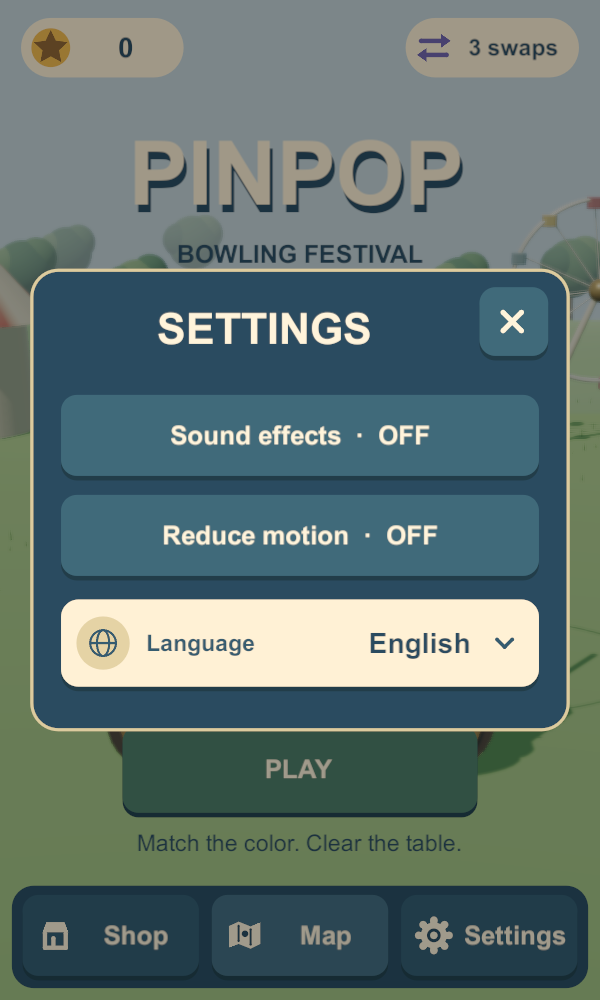 0
3 swaps
PINPOP
BOWLING FESTIVAL
SETTINGS
Sound effects · OFF
Reduce motion · OFF
Language English
PLAY
Match the color. Clear the table.
Shop Map Settings